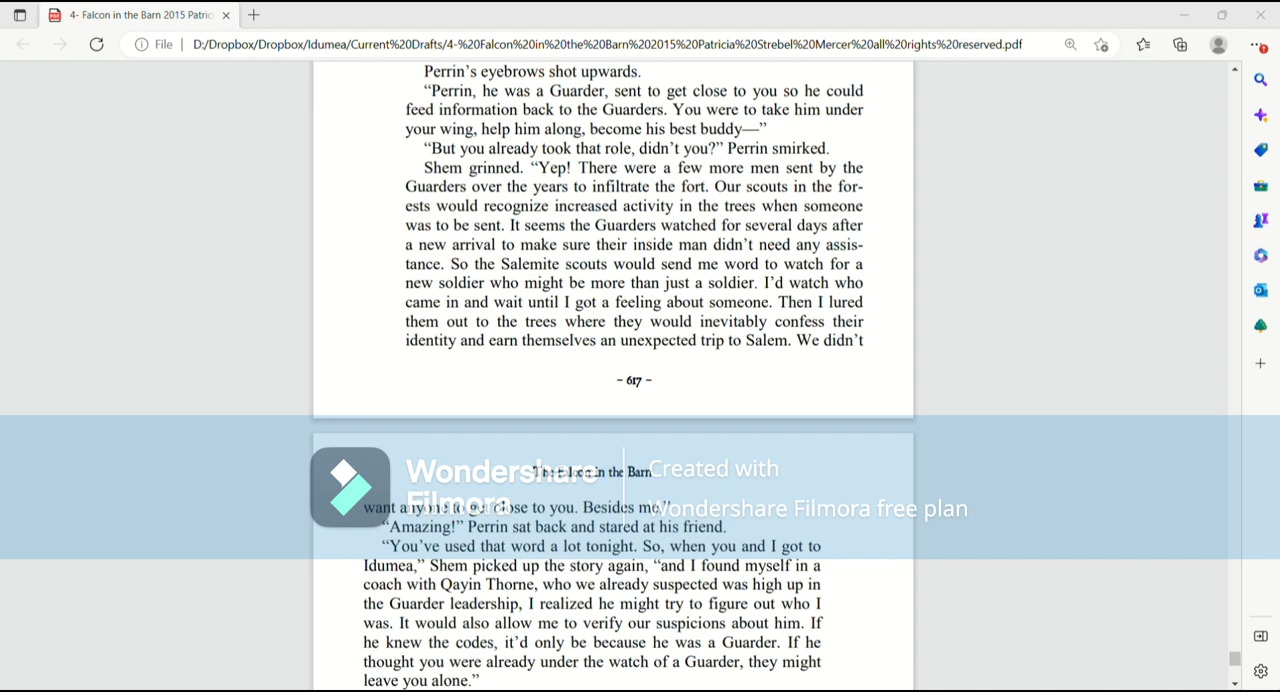 4- Falcon in the Barn 2015 Patric
File
D:/Dropbox/Dropbox/Idumea/Current%20Drafts/4-%20Falcon%20in%20the%20Barn%202015%20Patricia%20Strebel%20Mercer%20all%20rights%20reserved.pdf
Perrin’s eyebrows shot upwards.
“Perrin, he was a Guarder, sent to get close to you so he could
feed information back to the Guarders. You were to take him under
your wing, help him along, become his best buddy—”
“But you already took that role, didn’t you?” Perrin smirked.
Shem grinned. “Yep! There were a few more men sent by the
Guarders over the years to infiltrate the fort. Our scouts in the for-
ests would recognize increased activity in the trees when someone
was to be sent. It seems the Guarders watched for several days after
a new arrival to make sure their inside man didn’t need any assis-
tance. So the Salemite scouts would send me word to watch for a
new soldier who might be more than just a soldier. I’d watch who
came in and wait until I got a feeling about someone. Then I lured
them out to the trees where they would inevitably confess their
identity and earn themselves an unexpected trip to Salem. We didn’t
~ 617 ~
The Falcon in the Barn
Wondershare
Filmora
Created with
Wondershare Filmora free plan
want anyone to get close to you. Besides me.”
“Amazing!” Perrin sat back and stared at his friend.
“You’ve used that word a lot tonight. So, when you and I got to
Idumea,” Shem picked up the story again, “and I found myself in a
coach with Qayin Thorne, who we already suspected was high up in
the Guarder leadership, I realized he might try to figure out who I
was. It would also allow me to verify our suspicions about him. If
he knew the codes, it’d only be because he was a Guarder. If he
thought you were already under the watch of a Guarder, they might
leave you alone.”